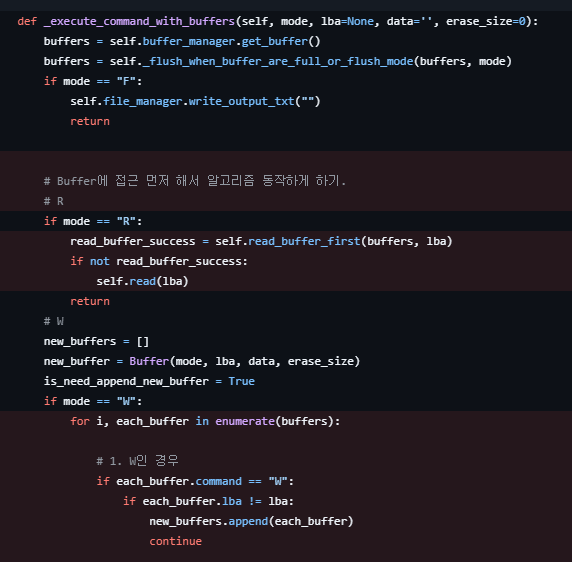 def _execute_command_with_buffers(self, mode, lba=None, data='', erase_size=0):
    buffers = self.buffer_manager.get_buffer()
    buffers = self._flush_when_buffer_are_full_or_flush_mode(buffers, mode)
    if mode == "F":
        self.file_manager.write_output_txt("")
        return
    # Buffer에 접근 먼저 해서 알고리즘 동작하게 하기.
    # R
    if mode == "R":
        read_buffer_success = self.read_buffer_first(buffers, lba)
        if not read_buffer_success:
            self.read(lba)
        return
    # W
    new_buffers = []
    new_buffer = Buffer(mode, lba, data, erase_size)
    is_need_append_new_buffer = True
    if mode == "W":
        for i, each_buffer in enumerate(buffers):
            # 1. W인 경우
            if each_buffer.command == "W":
                if each_buffer.lba != lba:
                    new_buffers.append(each_buffer)
                    continue